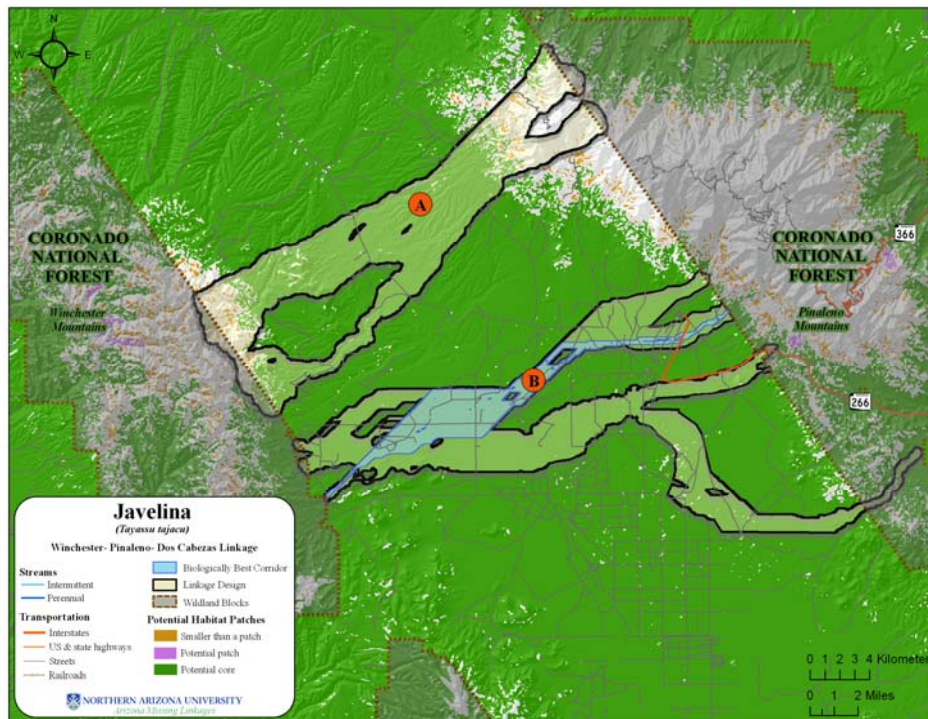 N
W
E
S
A
B
CORONADO
NATIONAL
FOREST
Winchester
Mountains
366
CORONADO
NATIONAL
FOREST
Pinaleno
Mountains
266
Javelina
(Tayassu tajacu)
Winchester- Pinaleno- Dos Cabezas Linkage
Streams
Intermittent
Perennial
Transportation
Interstates
US & state highways
Streets
Railroads
Biologically Best Corridor
Linkage Design
Wildland Blocks
Potential Habitat Patches
Smaller than a patch
Potential patch
Potential core
NORTHERN ARIZONA UNIVERSITY
Arizona Missing Linkages
0 1 2 3 4 Kilometer
0 1 2 Miles